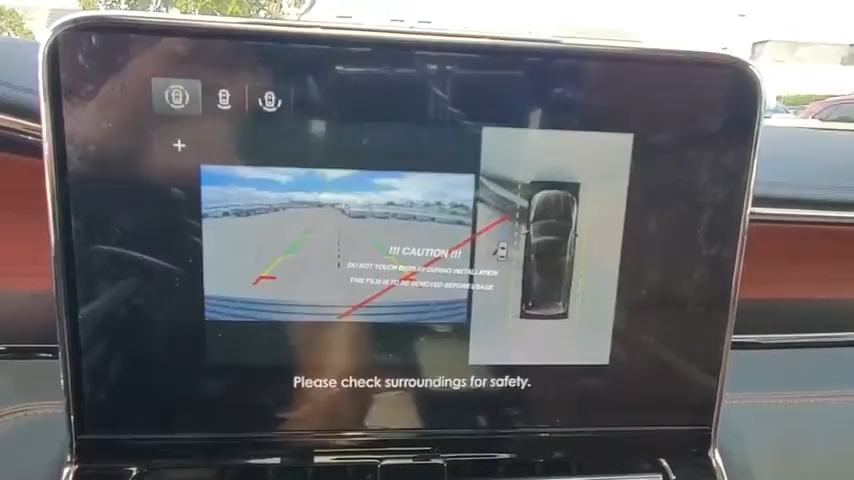 !!! CAUTION !!!
DO NOT TOUCH DISPLAY DURING INSTALLATION
THIS FILM IS TO BE REMOVED BEFORE USAGE
Please check surroundings for safety.